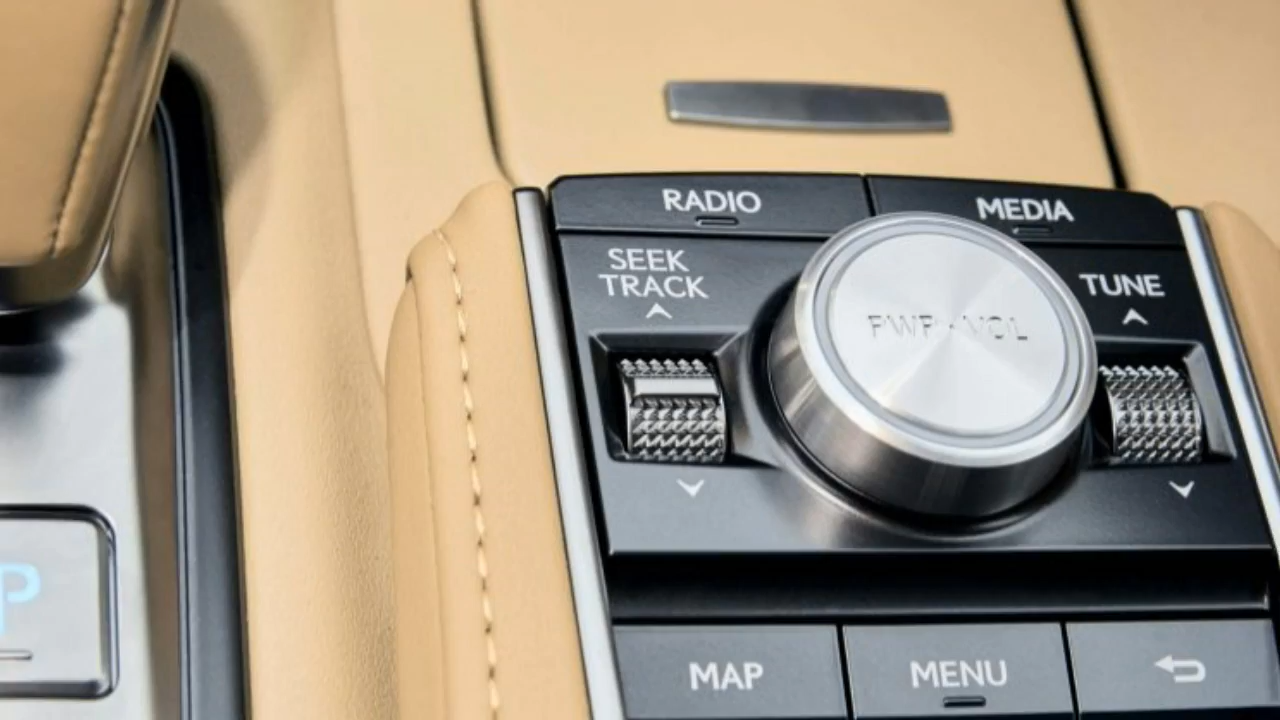 RADIO
MEDIA
SEEK
TRACK
TUNE
PWR•VOL
P
MAP
MENU